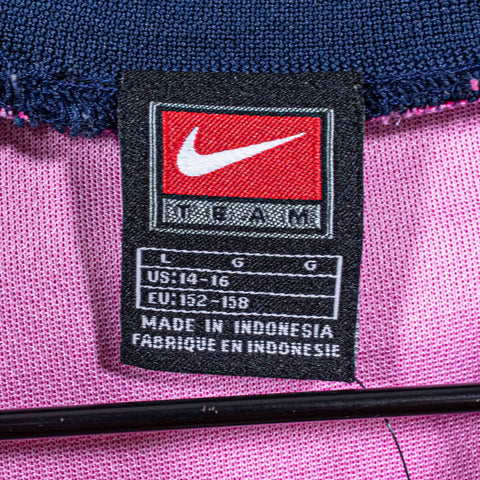 TEAM
L G G
US:14-16
EU:152-158
MADE IN INDONESIA
FABRIQUE EN INDONESIE